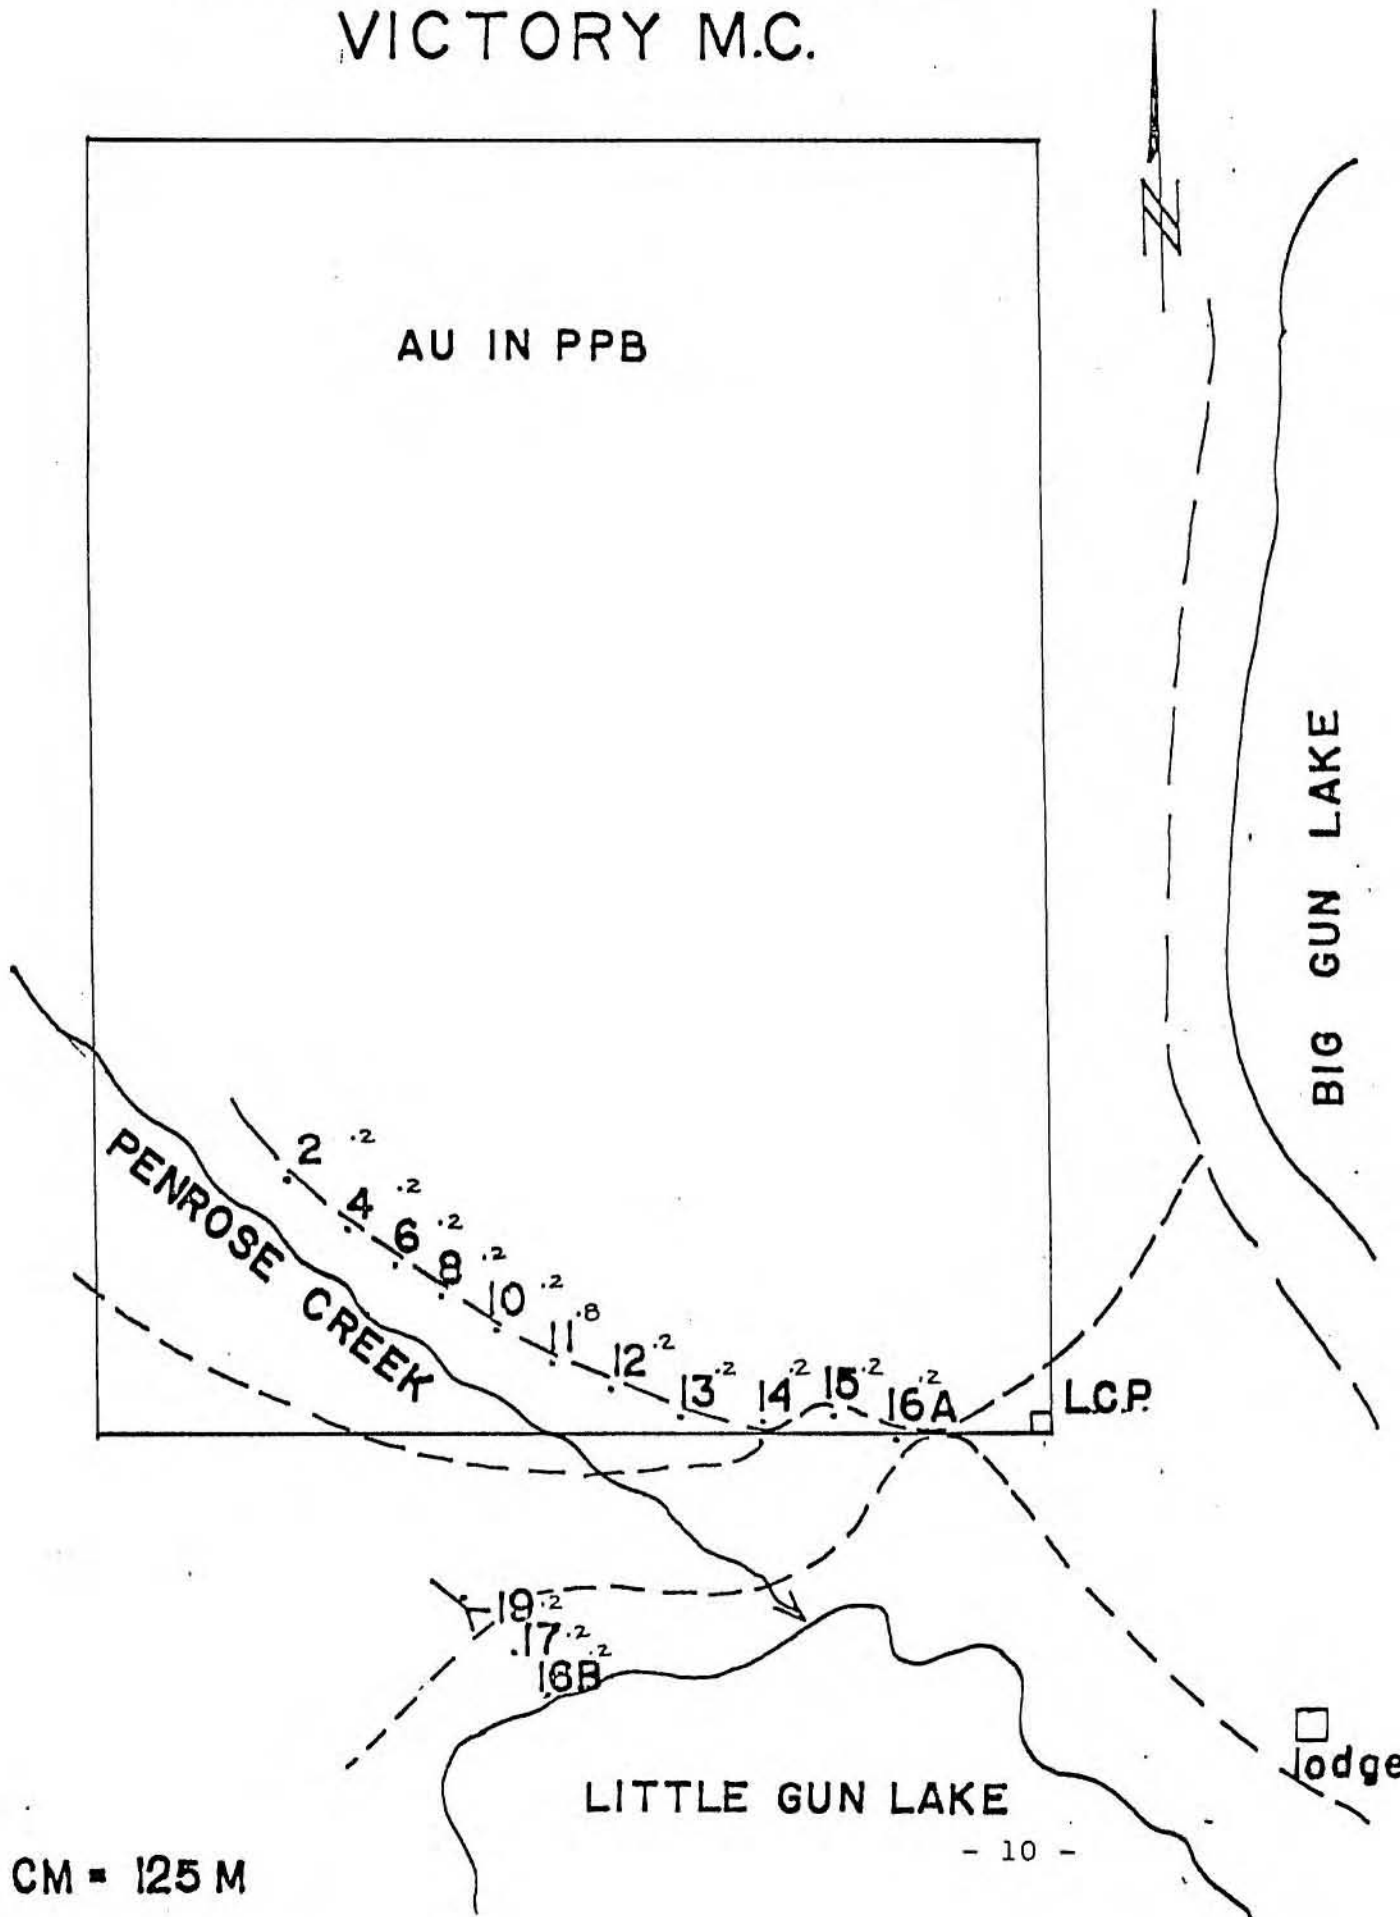 VICTORY M.C.
N
AU IN PPB
BIG GUN LAKE
PENROSE CREEK
2 .2
4 .2
6 .2
8 .2
10 .2
11 .8
12 .2
13 .2
14 .2
15 .2
16A .2
L.C.P.
19 .2
17 .2
16B .2
lodge
LITTLE GUN LAKE
- 10 -
CM = 125 M